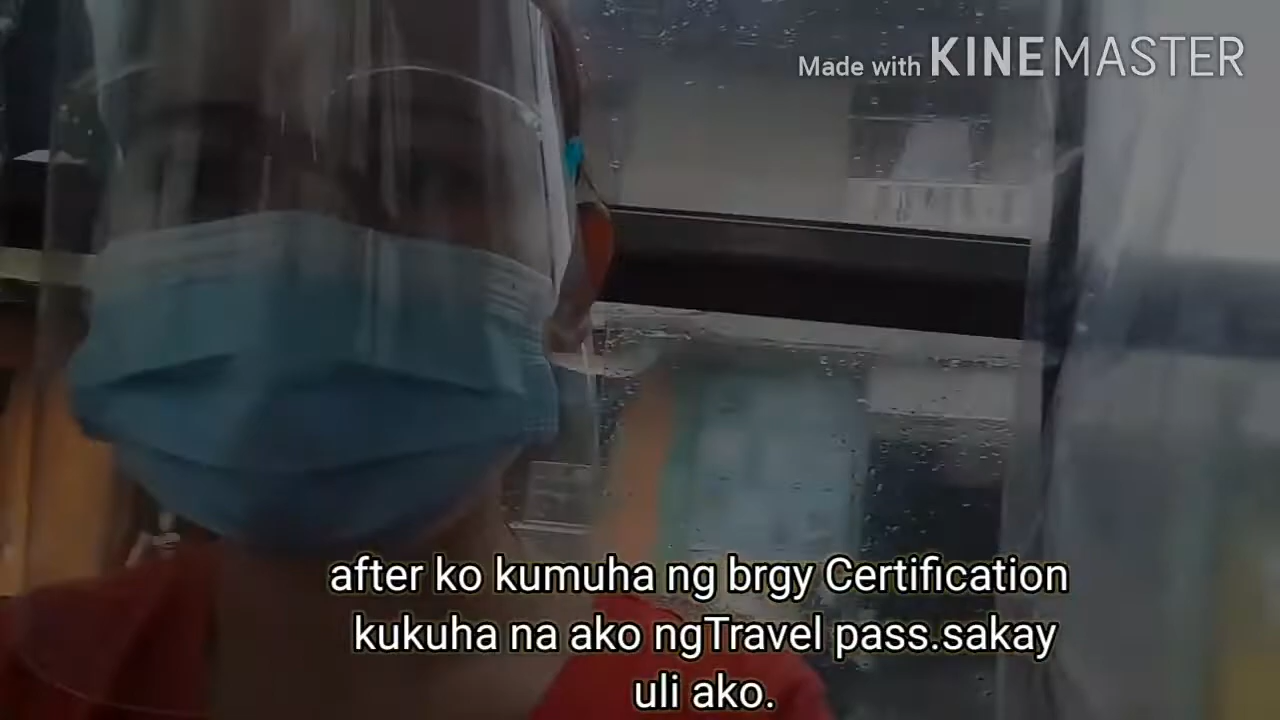 Made with KINEMASTER
after ko kumuha ng brgy Certification
kukuha na ako ngTravel pass.sakay
uli ako.